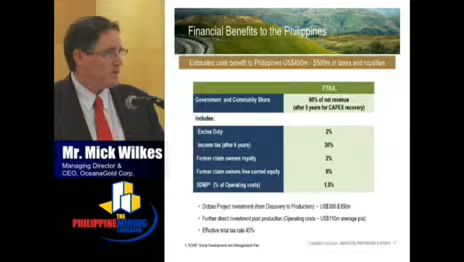 Financial Benefits to the Philippines
Estimated cash benefit to Philippines US$400m - $500m in taxes and royalties
FTAA
Government and Community Share
60% of net revenue
(after 5 years for CAPEX recovery)
Includes:
Excise Duty
2%
Income tax (after 6 years)
30%
Former claim owners royalty
2%
Former claim owners free carried equity
8%
SDMP¹ (% of Operating costs)
1.5%
Didipio Project Investment (from Discovery to Production) - US$300-$350m
Further direct investment post production (Operating costs ~ US$110m average p/a)
Effective total tax rate 45%
1. SDMP: Social Development and Management Plan
Mr. Mick Wilkes
Managing Director &
CEO, OceanaGold Corp.
THE
PHILIPPINE MINING